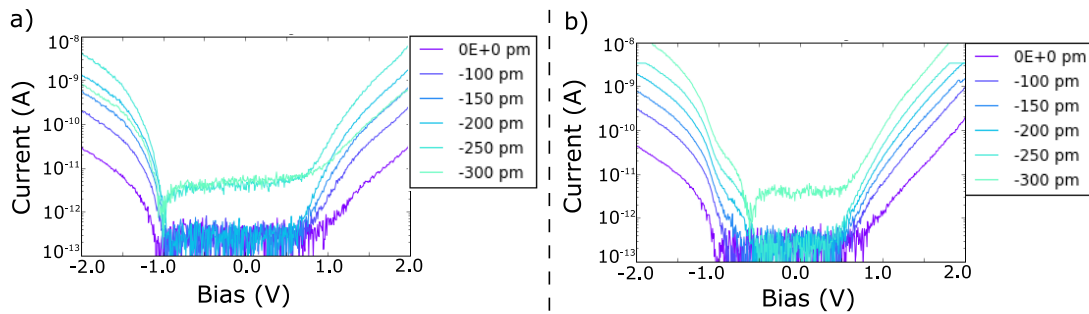 a)
Current (A)
10-8
10-9
10-10
10-11
10-12
10-13
-2.0 -1.0 0.0 1.0 2.0
Bias (V)
0E+0 pm
-100 pm
-150 pm
-200 pm
-250 pm
-300 pm
b)
Current (A)
10-8
10-9
10-10
10-11
10-12
10-13
-2.0 -1.0 0.0 1.0 2.0
Bias (V)
0E+0 pm
-100 pm
-150 pm
-200 pm
-250 pm
-300 pm